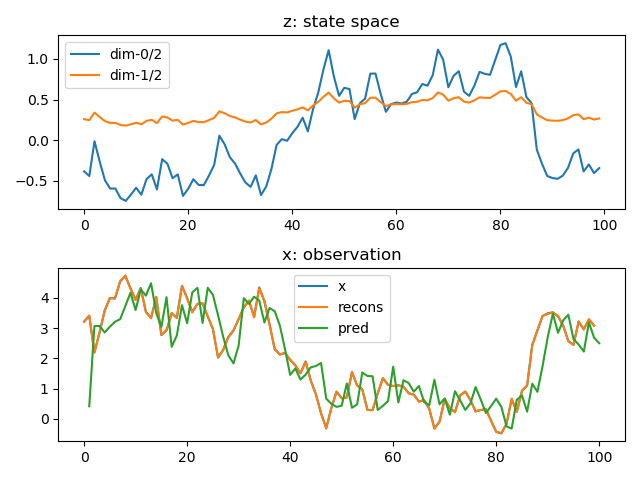 z: state space
dim-0/2
dim-1/2
1.0
0.5
0.0
−0.5
0 20 40 60 80 100
x: observation
x
recons
pred
4
3
2
1
0
0 20 40 60 80 100